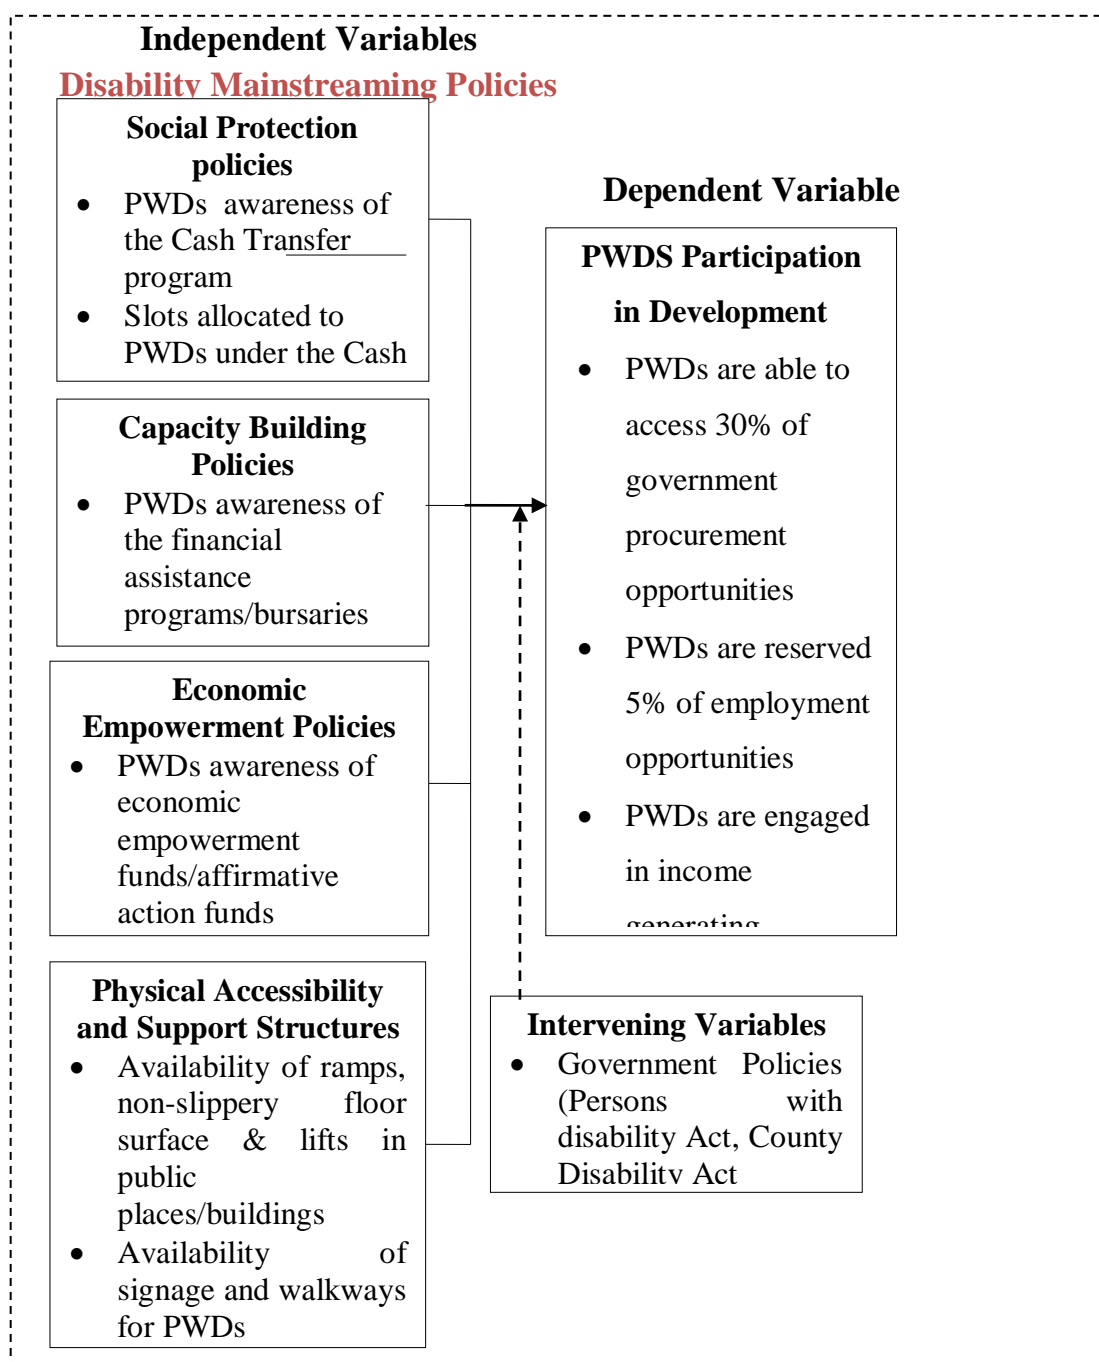 Independent Variables
Disability Mainstreaming Policies
Social Protection
policies
• PWDs awareness of
the Cash Transfer
program
• Slots allocated to
PWDs under the Cash
Capacity Building
Policies
• PWDs awareness of
the financial
assistance
programs/bursaries
Economic
Empowerment Policies
• PWDs awareness of
economic
empowerment
funds/affirmative
action funds
Physical Accessibility
and Support Structures
• Availability of ramps,
non-slippery floor
surface & lifts in
public
places/buildings
• Availability of
signage and walkways
for PWDs
Dependent Variable
PWDS Participation
in Development
• PWDs are able to
access 30% of
government
procurement
opportunities
• PWDs are reserved
5% of employment
opportunities
• PWDs are engaged
in income
generating
Intervening Variables
• Government Policies
(Persons with
disability Act, County
Disability Act